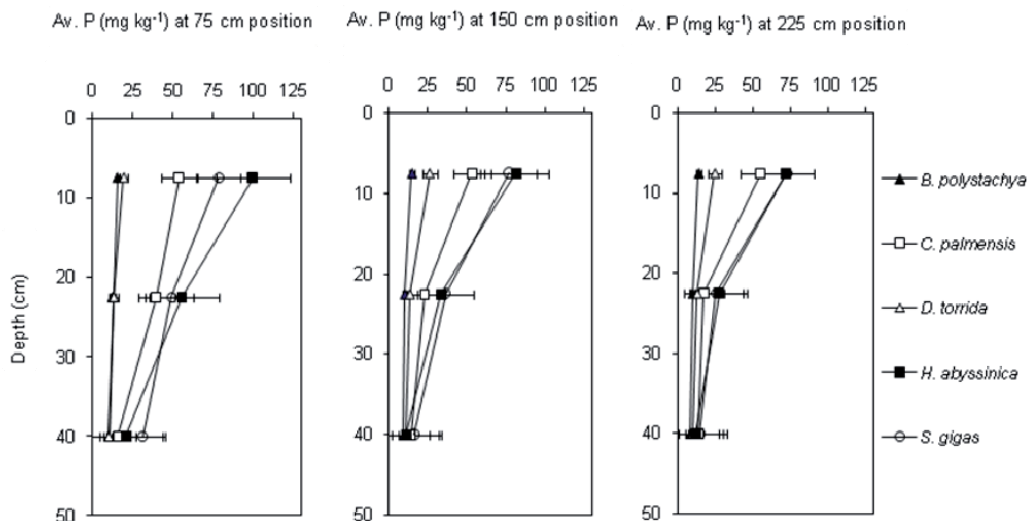 Av. P (mg kg⁻¹) at 75 cm position
Av. P (mg kg⁻¹) at 150 cm position
Av. P (mg kg⁻¹) at 225 cm position
0 25 50 75 100 125
0 25 50 75 100 125
0 25 50 75 100 125
Depth (cm)
0
10
20
30
40
50
0
10
20
30
40
50
0
10
20
30
40
50
B. polystachya
C. palmensis
D. torrida
H. abyssinica
S. gigas